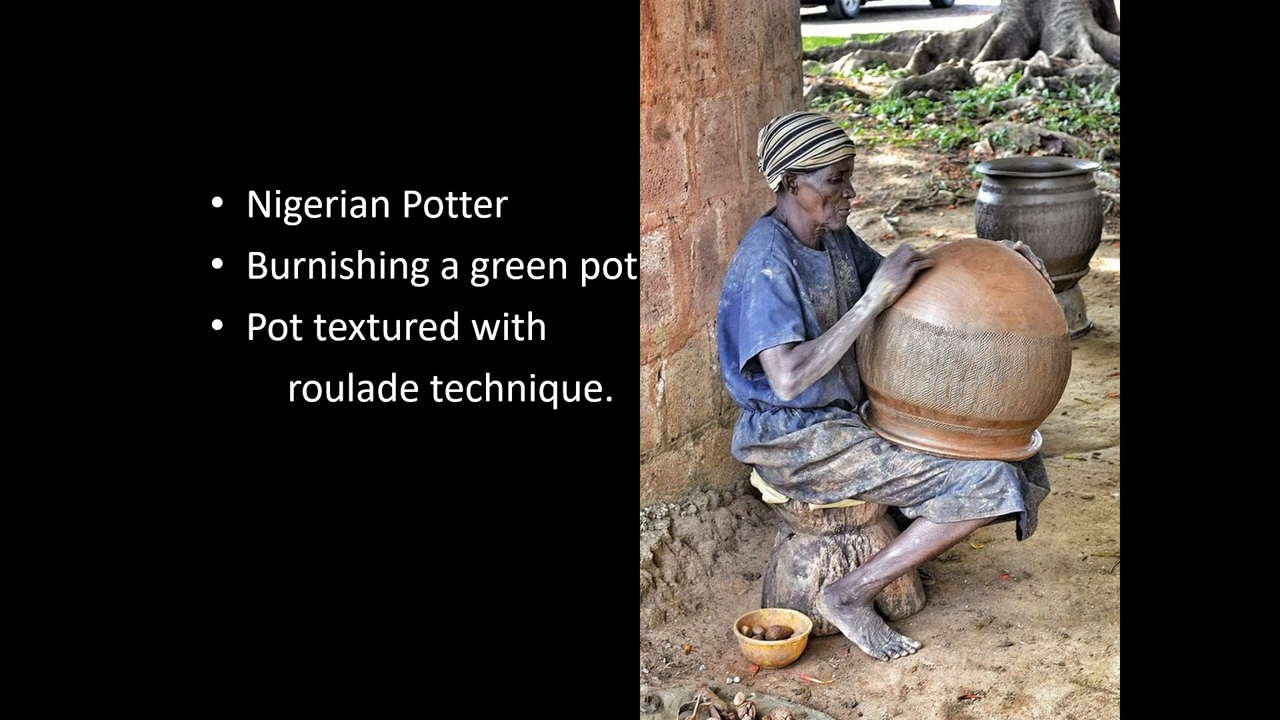 • Nigerian Potter
• Burnishing a green pot
• Pot textured with
roulade technique.